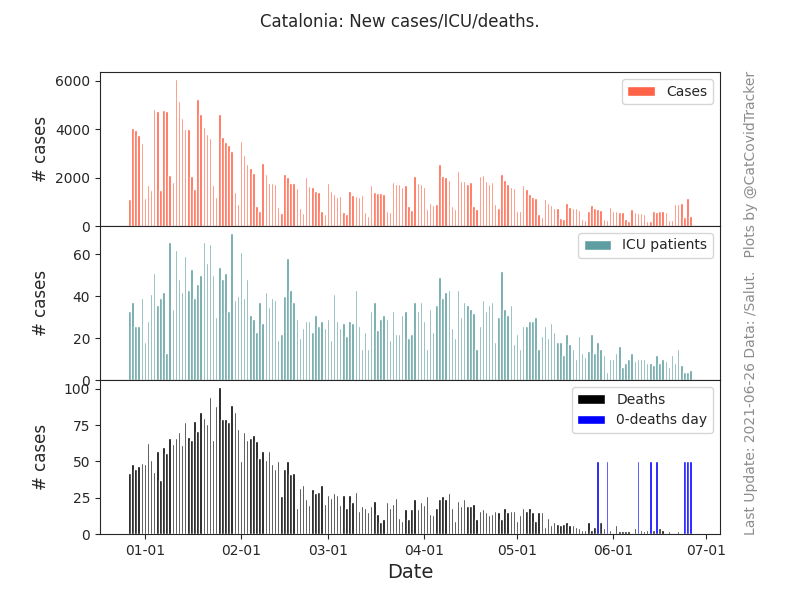 Catalonia: New cases/ICU/deaths.
6000
4000
2000
0
# cases
Cases
60
40
20
0
# cases
ICU patients
100
75
50
25
0
# cases
Deaths
0-deaths day
01-01 02-01 03-01 04-01 05-01 06-01 07-01
Date
Last Update: 2021-06-26 Data: /Salut. Plots by @CatCovidTracker